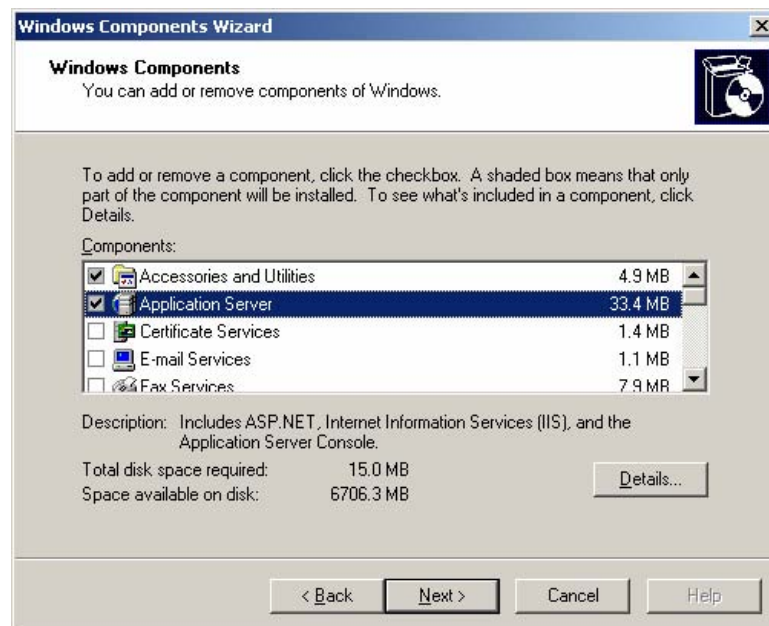 Windows Components Wizard
Windows Components
You can add or remove components of Windows.
To add or remove a component, click the checkbox. A shaded box means that only
part of the component will be installed. To see what's included in a component, click
Details.
Components:
Accessories and Utilities 4.9 MB
Application Server 33.4 MB
Certificate Services 1.4 MB
E-mail Services 1.1 MB
Fax Services 7.9 MB
Description: Includes ASP.NET, Internet Information Services (IIS), and the
Application Server Console.
Total disk space required: 15.0 MB
Space available on disk: 6706.3 MB
Details...
< Back Next > Cancel Help